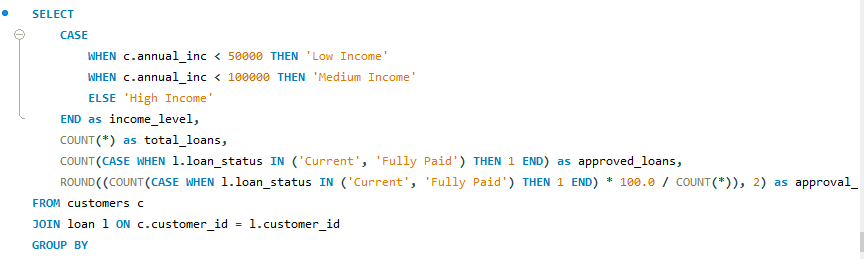 SELECT
CASE
WHEN c.annual_inc < 50000 THEN 'Low Income'
WHEN c.annual_inc < 100000 THEN 'Medium Income'
ELSE 'High Income'
END as income_level,
COUNT(*) as total_loans,
COUNT(CASE WHEN l.loan_status IN ('Current', 'Fully Paid') THEN 1 END) as approved_loans,
ROUND((COUNT(CASE WHEN l.loan_status IN ('Current', 'Fully Paid') THEN 1 END) * 100.0 / COUNT(*)), 2) as approval_
FROM customers c
JOIN loan l ON c.customer_id = l.customer_id
GROUP BY